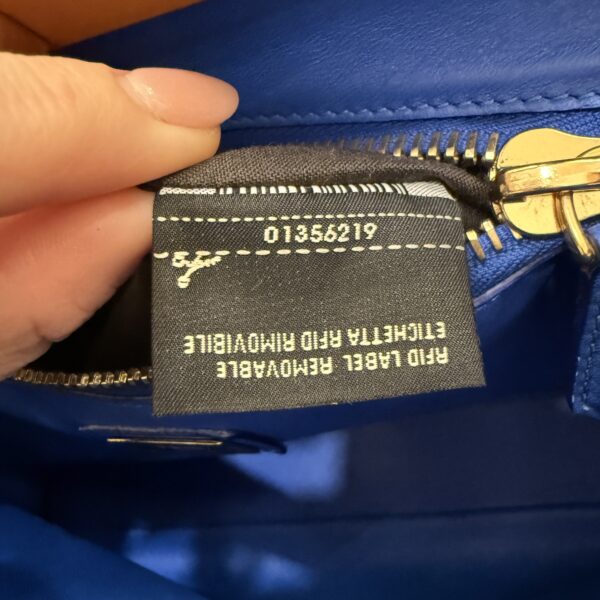 01356219
RFID LABEL REMOVABLE
ETICHETTA RFID RIMOVIBILE